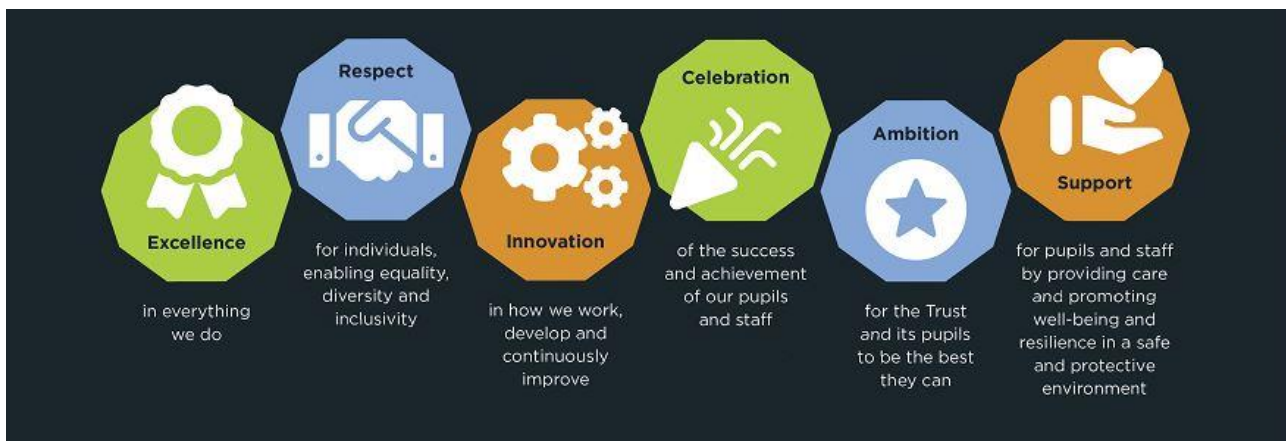 Excellence
in everything
we do
Respect
for individuals,
enabling equality,
diversity and
inclusivity
Innovation
in how we work,
develop and
continuously
improve
Celebration
of the success
and achievement
of our pupils
and staff
Ambition
for the Trust
and its pupils
to be the best
they can
Support
for pupils and staff
by providing care
and promoting
well-being and
resilience in a safe
and protective
environment